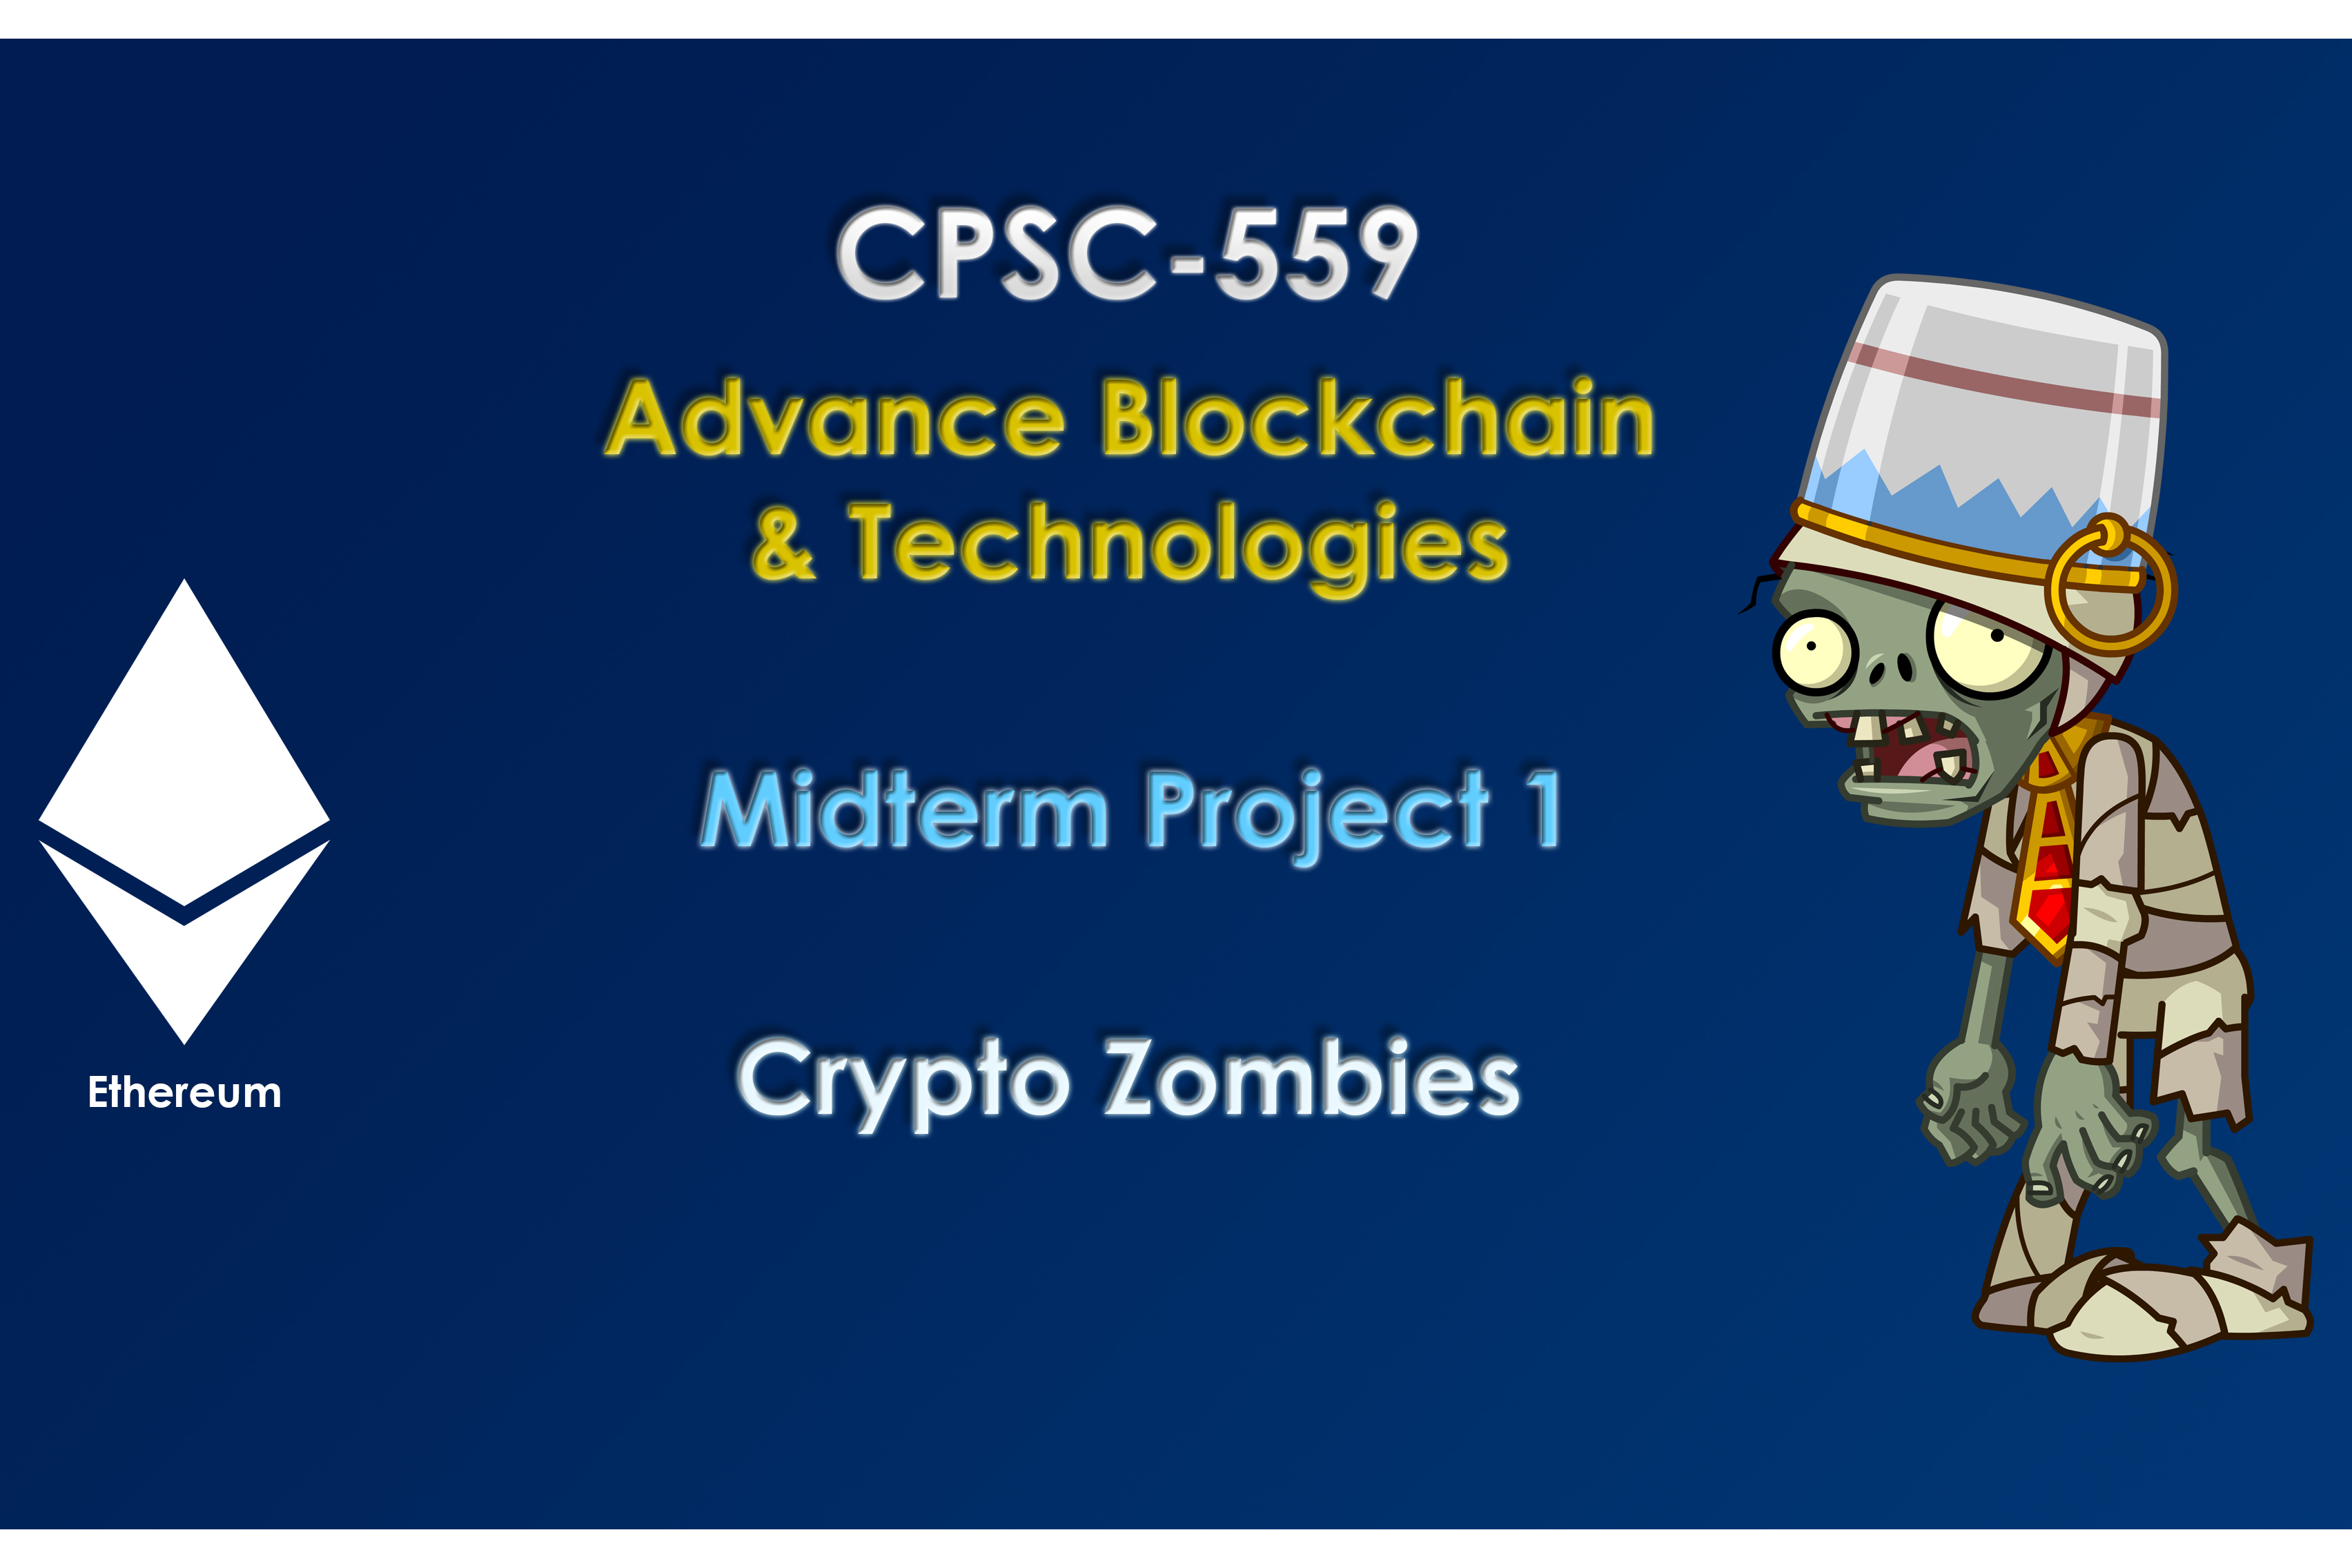 CPSC-559
Advance Blockchain
& Technologies
Midterm Project 1
Crypto Zombies
Ethereum